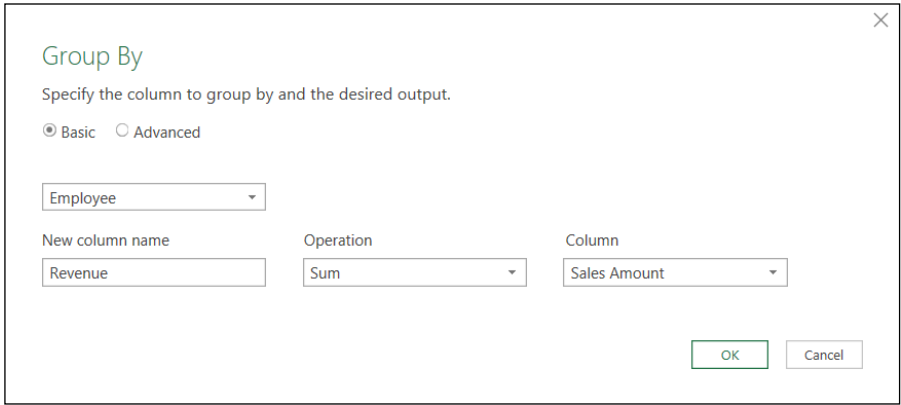 Group By
Specify the column to group by and the desired output.
Basic Advanced
Employee
New column name Operation Column
Revenue Sum Sales Amount
OK Cancel